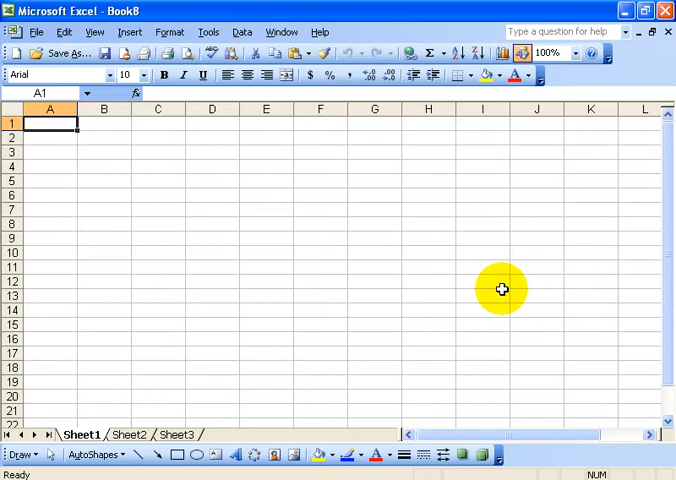 Microsoft Excel - Book8
File Edit View Insert Format Tools Data Window Help Type a question for help
Save As... Σ 100%
Arial 10 B I U $ % ,
A1 fx
A B C D E F G H I J K L
1
2
3
4
5
6
7
8
9
10
11
12
13
14
15
16
17
18
19
20
21
22
Sheet1 Sheet2 Sheet3
Draw AutoShapes A A
Ready NUM